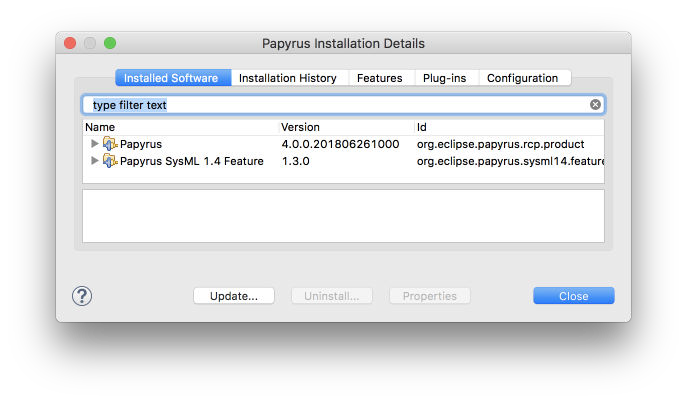 Papyrus Installation Details
Installed Software Installation History Features Plug-ins Configuration
type filter text
Name Version Id
Papyrus 4.0.0.201806261000 org.eclipse.papyrus.rcp.product
Papyrus SysML 1.4 Feature 1.3.0 org.eclipse.papyrus.sysml14.feature
? Update... Uninstall... Properties Close